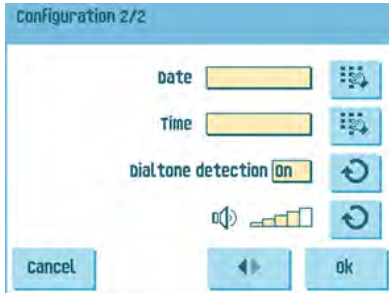 Configuration 2/2
Date
Time
Dialtone detection On
Cancel
Ok